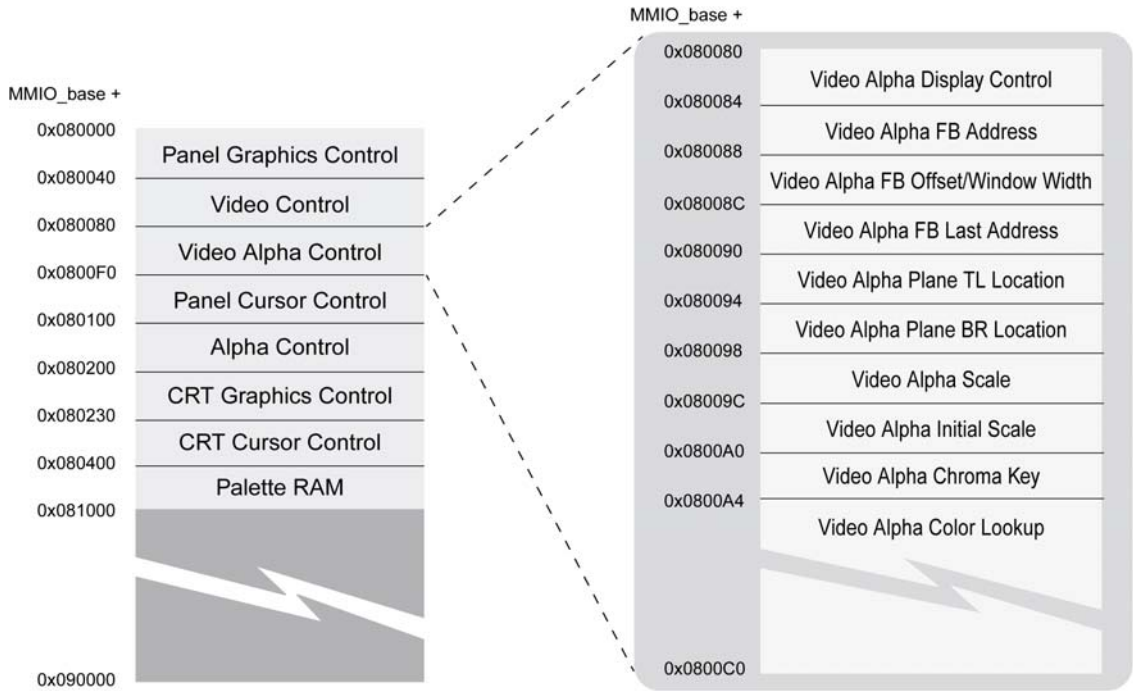 MMIO_base +
0x080000
Panel Graphics Control
0x080040
Video Control
0x080080
Video Alpha Control
0x0800F0
Panel Cursor Control
0x080100
Alpha Control
0x080200
CRT Graphics Control
0x080230
CRT Cursor Control
0x080400
Palette RAM
0x081000
0x090000
MMIO_base +
0x080080
Video Alpha Display Control
0x080084
Video Alpha FB Address
0x080088
Video Alpha FB Offset/Window Width
0x08008C
Video Alpha FB Last Address
0x080090
Video Alpha Plane TL Location
0x080094
Video Alpha Plane BR Location
0x080098
Video Alpha Scale
0x08009C
Video Alpha Initial Scale
0x0800A0
Video Alpha Chroma Key
0x0800A4
Video Alpha Color Lookup
0x0800C0